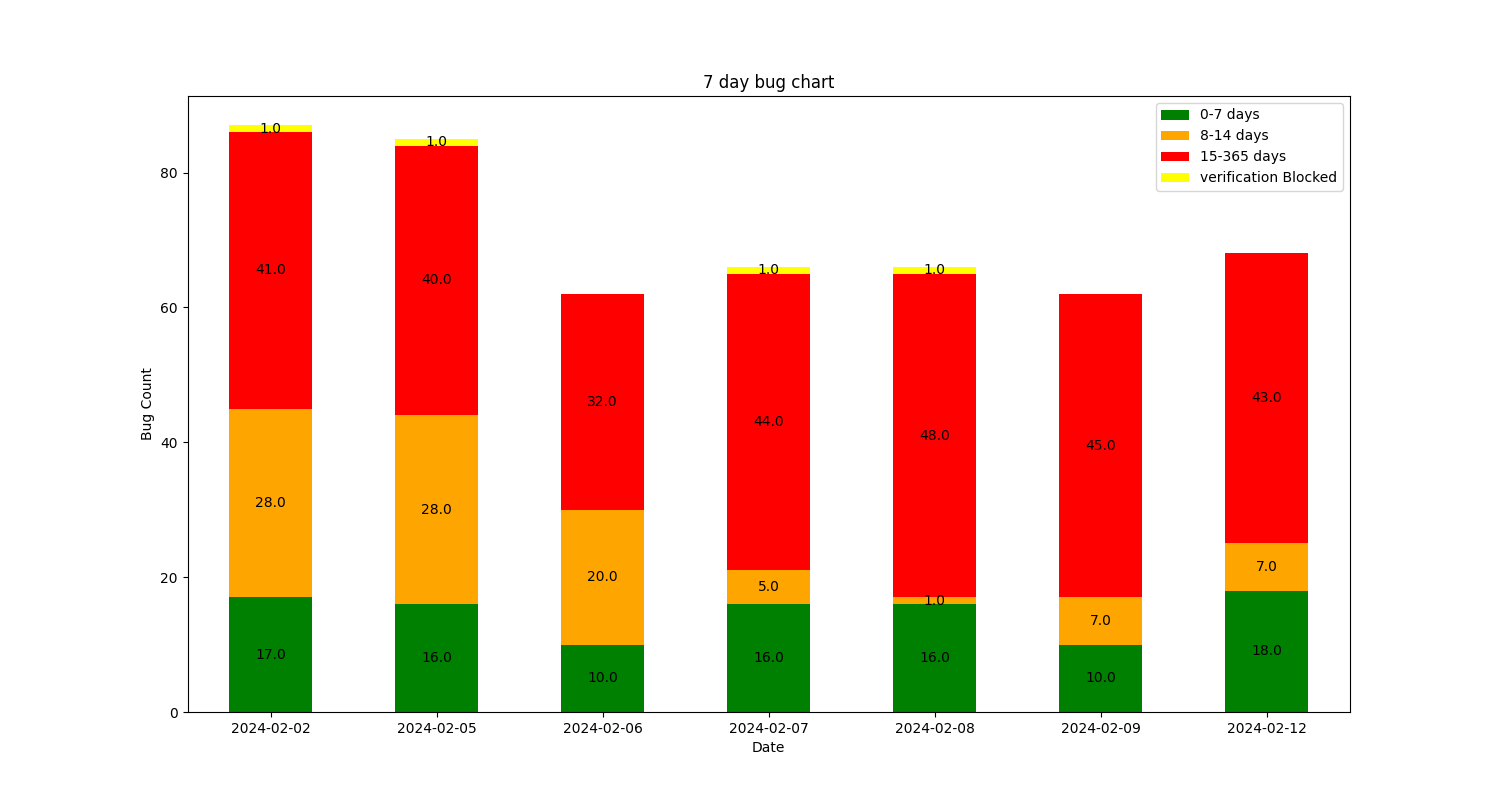 7 day bug chart
0-7 days
8-14 days
15-365 days
verification Blocked
Bug Count
80
60
40
20
0
1.0 1.0 1.0 1.0
41.0 40.0 32.0 44.0 48.0 45.0 43.0
28.0 28.0 20.0 5.0 1.0 7.0 7.0
17.0 16.0 10.0 16.0 16.0 10.0 18.0
2024-02-02 2024-02-05 2024-02-06 2024-02-07 2024-02-08 2024-02-09 2024-02-12
Date